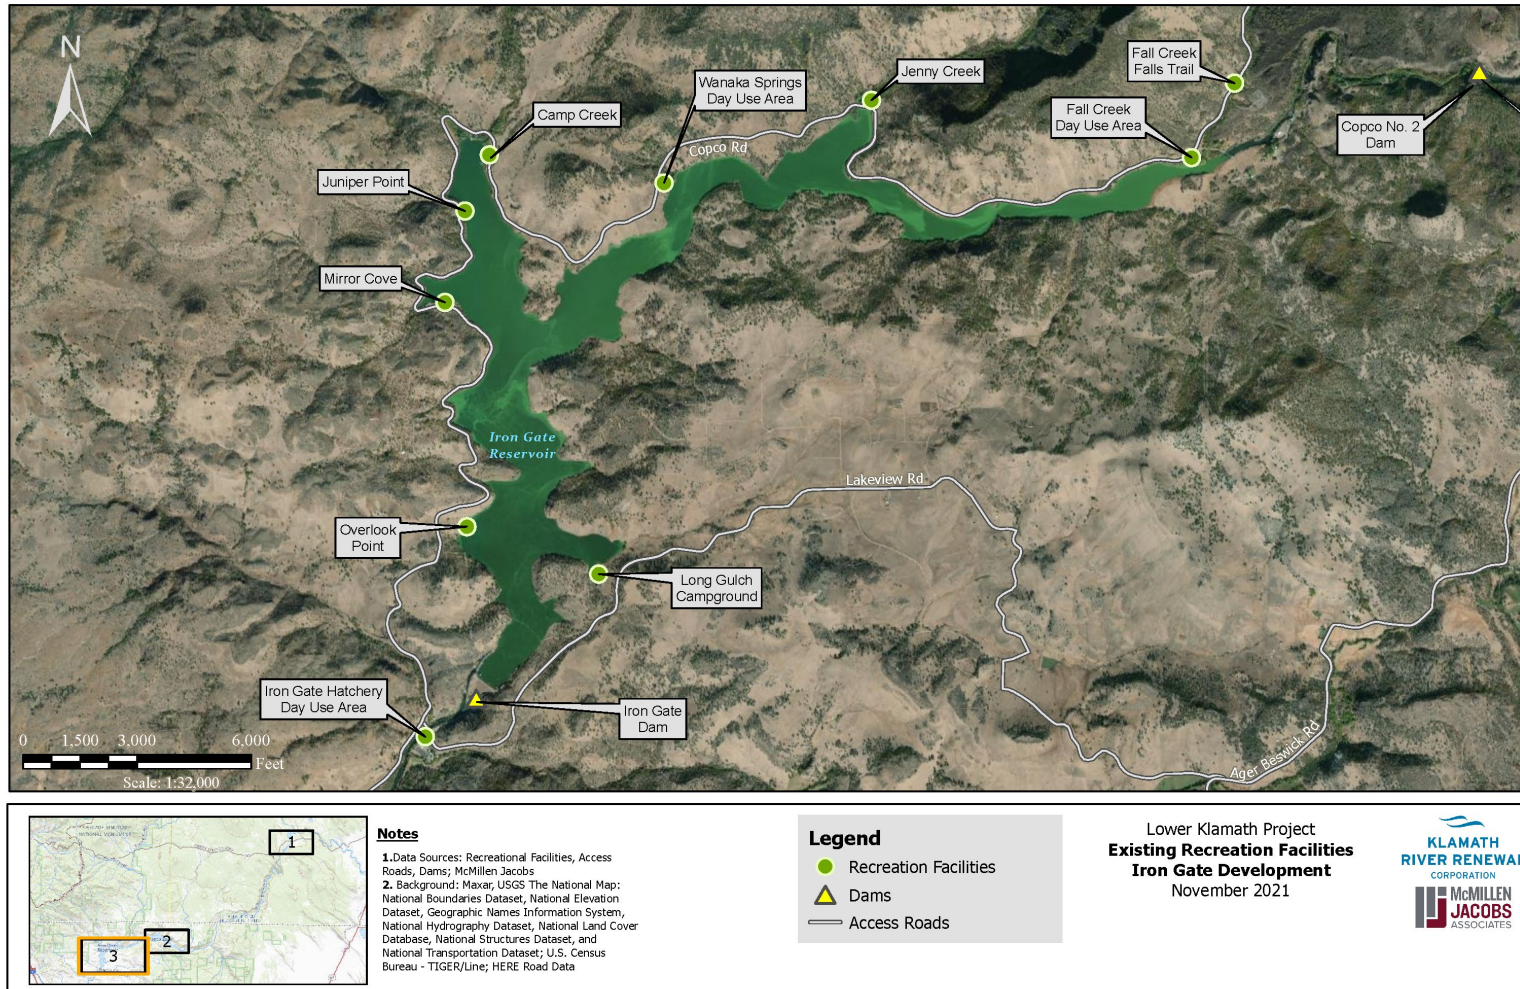 N
Camp Creek
Wanaka Springs
Day Use Area
Jenny Creek
Fall Creek
Falls Trail
Fall Creek
Day Use Area
Copco No. 2
Dam
Copco Rd
Juniper Point
Mirror Cove
Iron Gate
Reservoir
Lakeview Rd
Overlook
Point
Long Gulch
Campground
Iron Gate Hatchery
Day Use Area
Iron Gate
Dam
Ager Beswick Rd
0 1,500 3,000 6,000
Feet
Scale: 1:32,000
1
2
3
Notes
1.Data Sources: Recreational Facilities, Access
Roads, Dams; McMillen Jacobs
2. Background: Maxar, USGS The National Map:
National Boundaries Dataset, National Elevation
Dataset, Geographic Names Information System,
National Hydrography Dataset, National Land Cover
Database, National Structures Dataset, and
National Transportation Dataset; U.S. Census
Bureau - TIGER/Line; HERE Road Data
Legend
Recreation Facilities
Dams
Access Roads
Lower Klamath Project
Existing Recreation Facilities
Iron Gate Development
November 2021
KLAMATH
RIVER RENEWA
CORPORATION
McMILLEN
JACOBS
ASSOCIATES